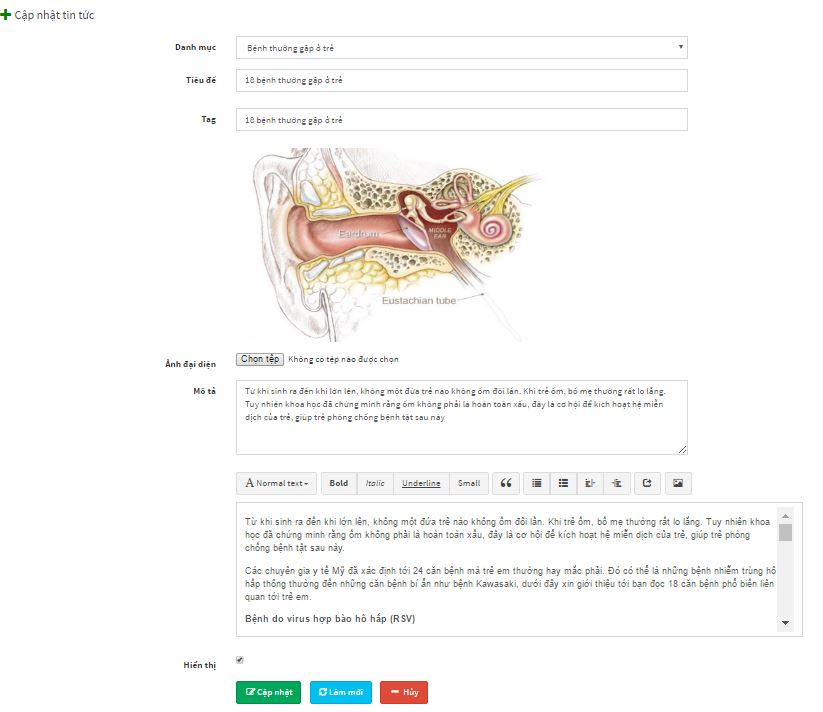 Cập nhật tin tức
Danh mục
Bệnh thường gặp ở trẻ
Tiêu đề
18 bệnh thường gặp ở trẻ
Tag
18 bệnh thường gặp ở trẻ
Eardrum
MIDDLE
EAR
Eustachian tube
Ảnh đại diện
Chọn tệp Không có tệp nào được chọn
Mô tả
Từ khi sinh ra đến khi lớn lên, không một đứa trẻ nào không ốm đôi lần. Khi trẻ ốm, bố mẹ thường rất lo lắng.
Tuy nhiên khoa học đã chứng minh rằng ốm không phải là hoàn toàn xấu, đây là cơ hội để kích hoạt hệ miễn
dịch của trẻ, giúp trẻ phòng chống bệnh tật sau này
A Normal text Bold Italic Underline Small
Từ khi sinh ra đến khi lớn lên, không một đứa trẻ nào không ốm đôi lần. Khi trẻ ốm, bố mẹ thường rất lo lắng. Tuy nhiên khoa
học đã chứng minh rằng ốm không phải là hoàn toàn xấu, đây là cơ hội để kích hoạt hệ miễn dịch của trẻ, giúp trẻ phòng
chống bệnh tật sau này.
Các chuyên gia y tế Mỹ đã xác định tới 24 căn bệnh mà trẻ em thường hay mắc phải. Đó có thể là những bệnh nhiễm trùng hô
hấp thông thường đến những căn bệnh bí ẩn như bệnh Kawasaki, dưới đây xin giới thiệu tới bạn đọc 18 căn bệnh phổ biến liên
quan tới trẻ em.
Bệnh do virus hợp bào hô hấp (RSV)
Hiển thị
Cập nhật Làm mới Hủy